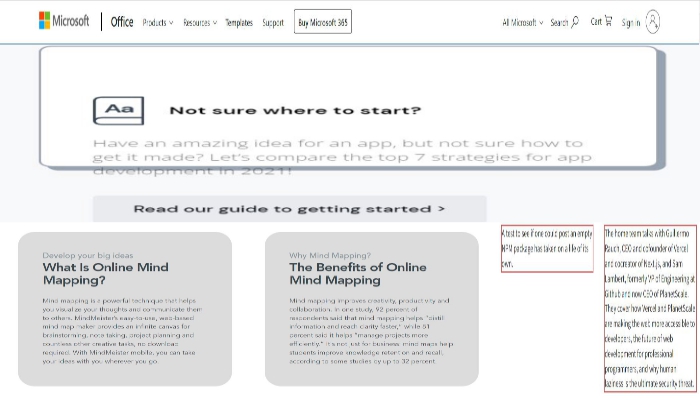 Microsoft Office Products Resources Templates Support Buy Microsoft 365 All Microsoft Search Cart Sign in
Aa Not sure where to start?
Have an amazing idea for an app, but not sure how to
get it made? Let's compare the top 7 strategies for app
development in 2021!
Read our guide to getting started >
Develop your big ideas
What Is Online Mind
Mapping?
Mind mapping is a powerful technique that helps
you visualize your thoughts and communicate them
to others. MindMeister's easy-to-use, web-based
mind map maker provides an infinite canvas for
brainstorming, note taking, project planning and
countless other creative tasks, no download
required. With MindMeister mobile, you can take
your ideas with you wherever you go.
Why Mind Mapping?
The Benefits of Online
Mind Mapping
Mind mapping improves creativity, productivity and
collaboration: in one study, 92 percent of
respondents said that mind mapping helps "distill
information and reach clarity faster," while 61
percent said it helps "manage projects more
efficiently." It's not just for business: mind maps help
students improve knowledge retention and recall,
according to some studies by up to 32 percent.
A test to see if one could post an empty
NPM package has taken on a life of its
own.
The home team talks with Guillermo
Rauch, CEO and cofounder of Vercel
and cocreator of Next.js, and Sam
Lambert, formerly VP of Engineering at
Github and now CEO of PlanetScale.
They cover how Vercel and PlanetScale
are making the web more accessible to
developers, the future of web
development for professional
programmers, and why human
laziness is the ultimate security threat.